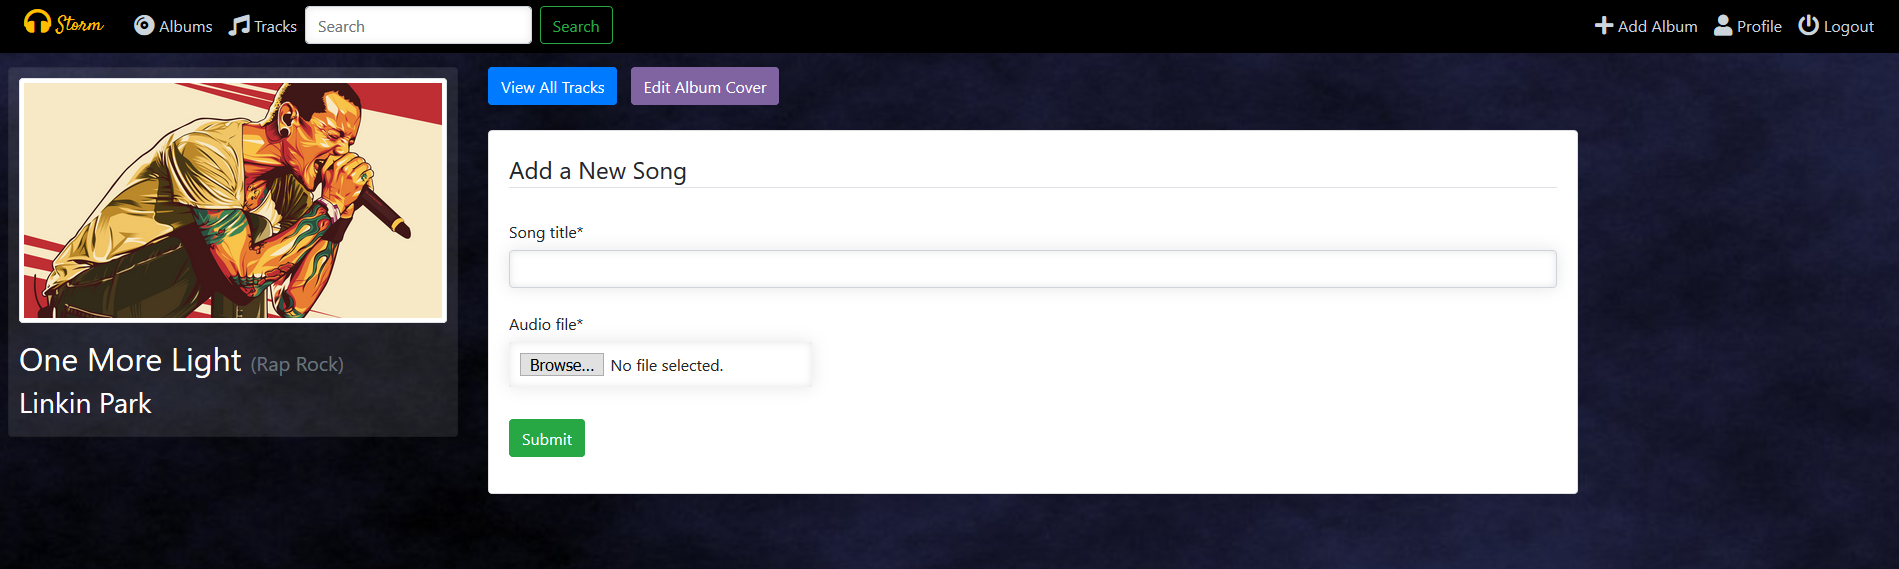 Storm Albums Tracks Search Search Add Album Profile Logout
View All Tracks Edit Album Cover
Add a New Song
Song title*
Audio file*
Browse... No file selected.
Submit
One More Light (Rap Rock)
Linkin Park